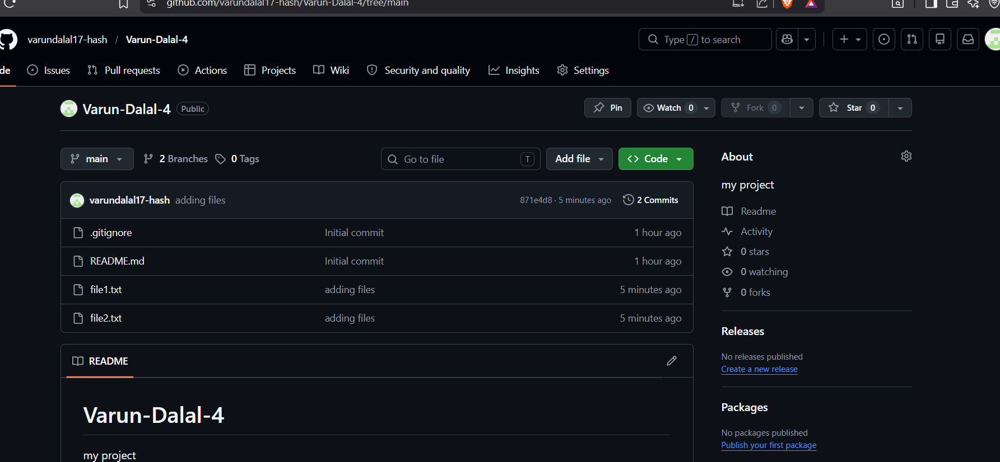 github.com/varundalal17-hash/Varun-Dalal-4/tree/main
varundalal17-hash / Varun-Dalal-4
Type / to search
de Issues Pull requests Actions Projects Wiki Security and quality Insights Settings
Varun-Dalal-4 Public
Pin Watch 0 Fork 0 Star 0
main 2 Branches 0 Tags Go to file T Add file Code
varundalal17-hash adding files 871e4d8 · 5 minutes ago 2 Commits
.gitignore Initial commit 1 hour ago
README.md Initial commit 1 hour ago
file1.txt adding files 5 minutes ago
file2.txt adding files 5 minutes ago
README
Varun-Dalal-4
my project
About
my project
Readme
Activity
0 stars
0 watching
0 forks
Releases
No releases published
Create a new release
Packages
No packages published
Publish your first package